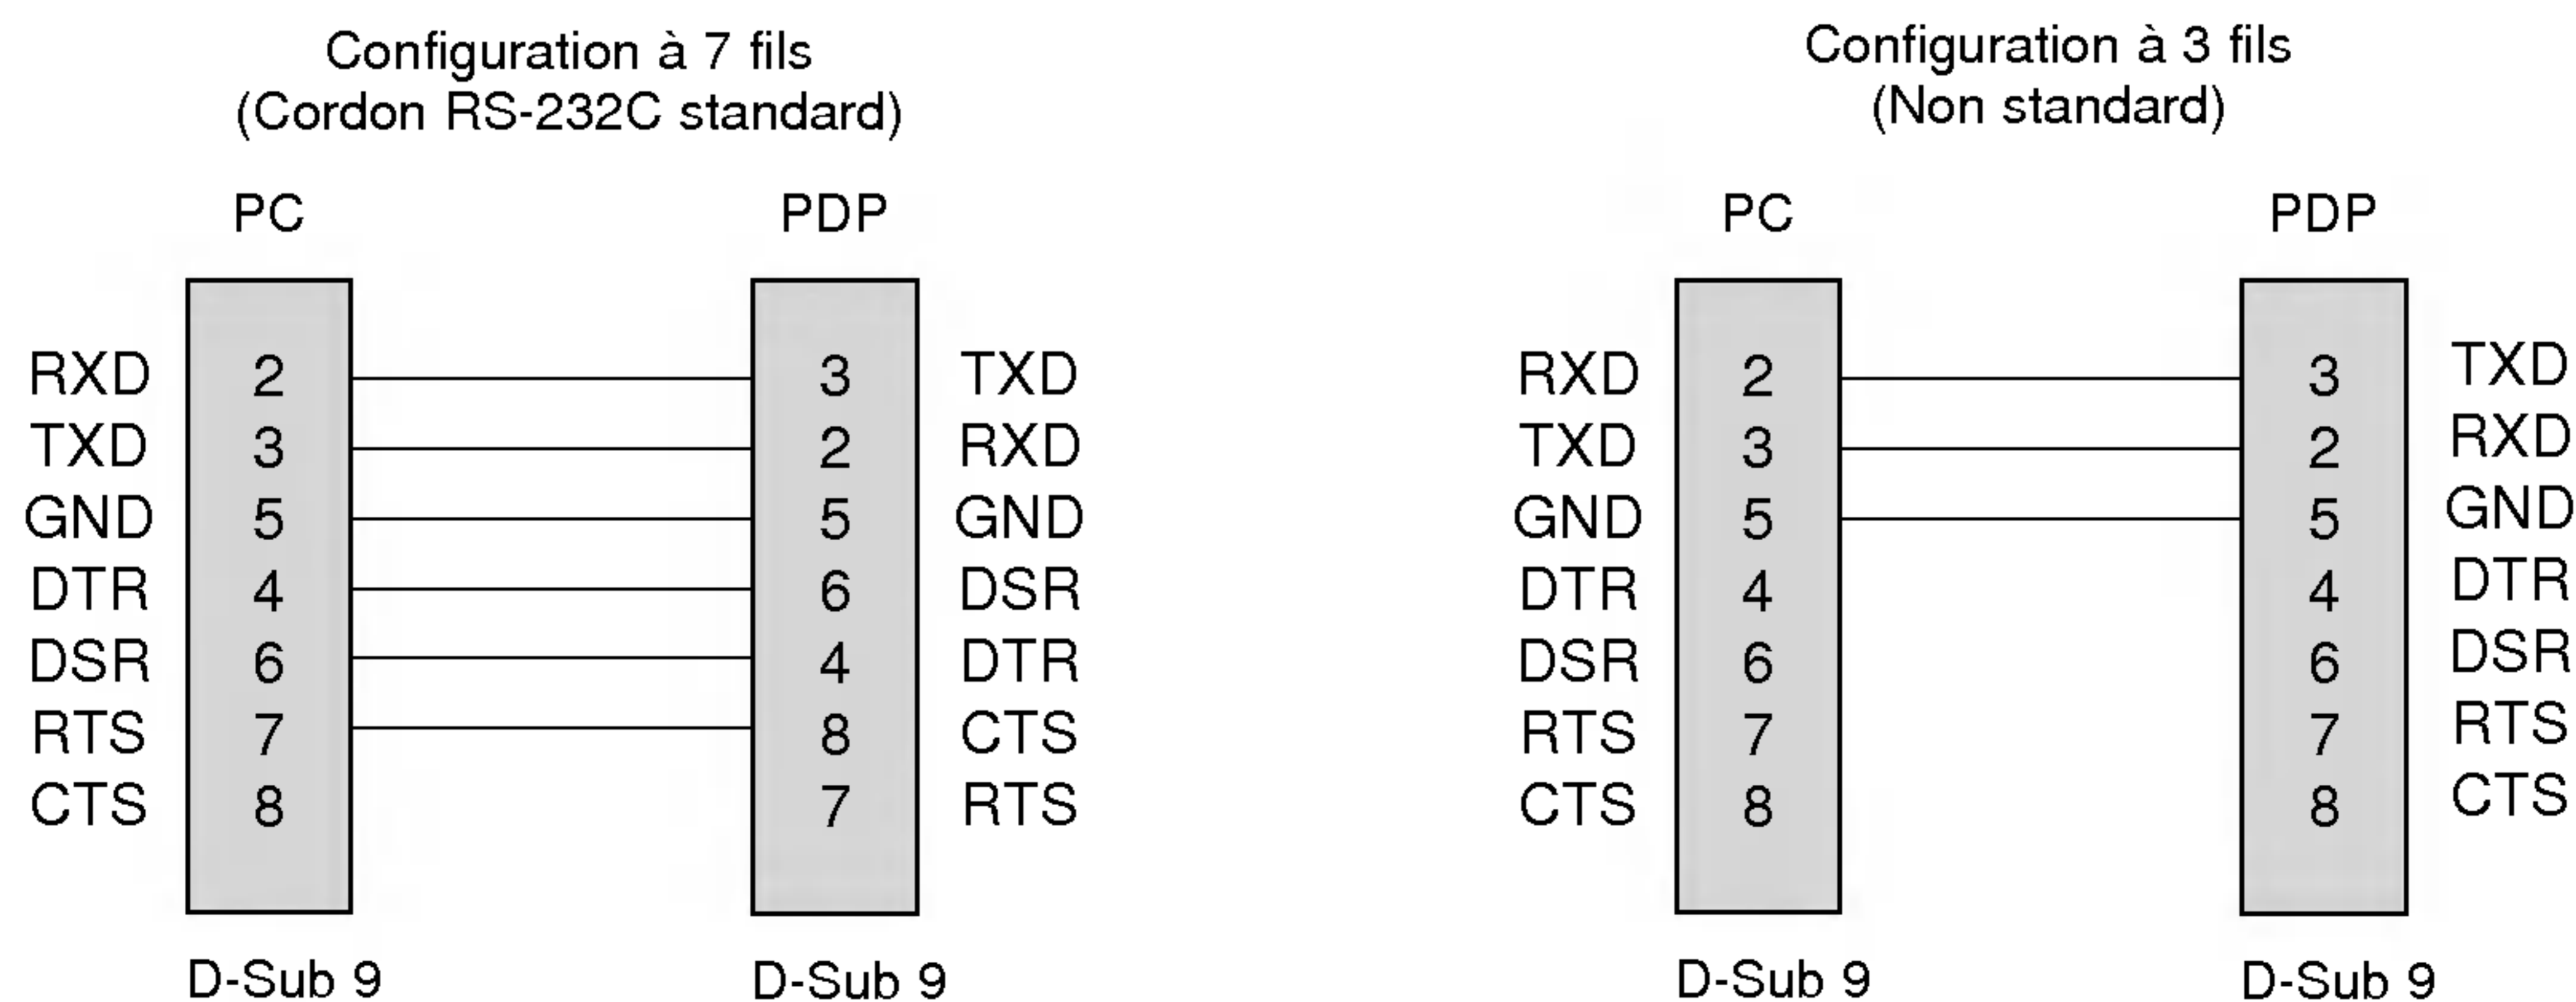 Configuration à 7 fils
(Cordon RS-232C standard)
PC PDP
RXD 2 3 TXD
TXD 3 2 RXD
GND 5 5 GND
DTR 4 6 DSR
DSR 6 4 DTR
RTS 7 8 CTS
CTS 8 7 RTS
D-Sub 9 D-Sub 9
Configuration à 3 fils
(Non standard)
PC PDP
RXD 2 3 TXD
TXD 3 2 RXD
GND 5 5 GND
DTR 4 4 DTR
DSR 6 6 DSR
RTS 7 7 RTS
CTS 8 8 CTS
D-Sub 9 D-Sub 9